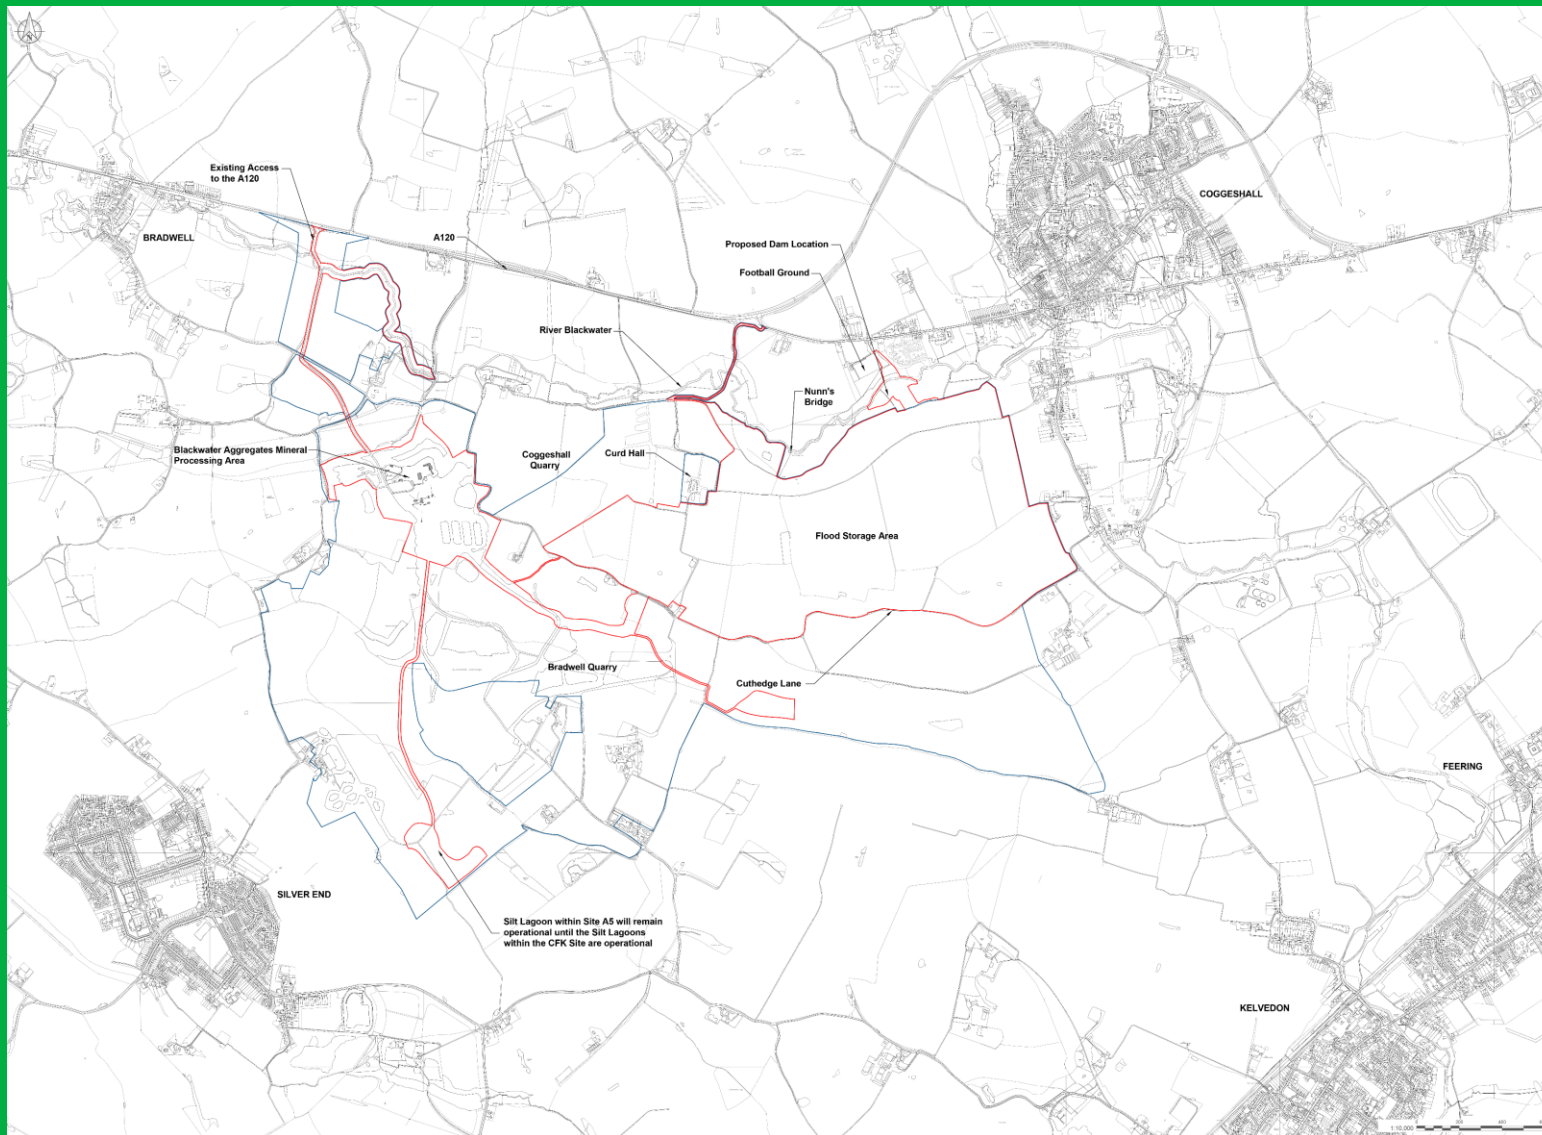 N
Existing Access
to the A120
BRADWELL
A120
COGGESHALL
Proposed Dam Location
Football Ground
River Blackwater
Nunn's
Bridge
Blackwater Aggregates Mineral
Processing Area
Coggeshall
Quarry
Curd Hall
Flood Storage Area
Bradwell Quarry
Cuthedge Lane
FEERING
SILVER END
Silt Lagoon within Site A5 will remain
operational until the Silt Lagoons
within the CFK Site are operational
KELVEDON
1:10,000